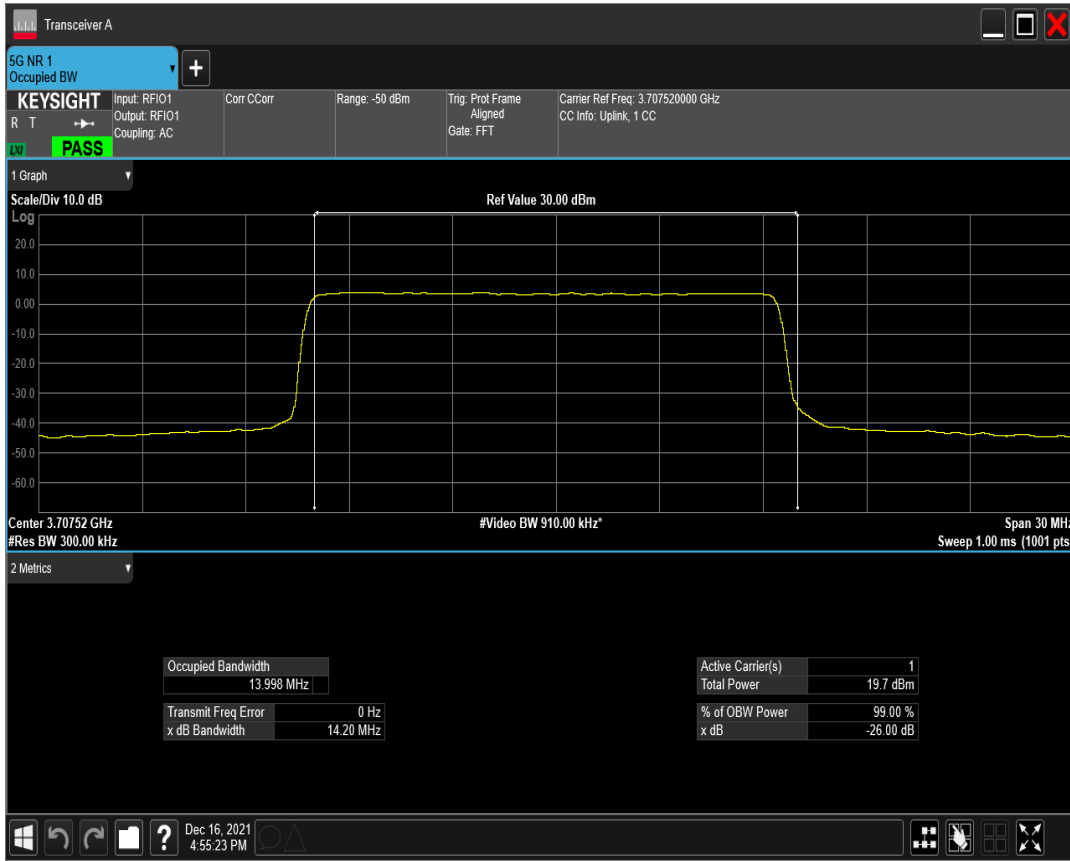 Transceiver A
5G NR 1
Occupied BW
KEYSIGHT
R T
LXI
PASS
Input: RFIO1
Output: RFIO1
Coupling: AC
Corr CCorr
Range: -50 dBm
Trig: Prot Frame
Aligned
Gate: FFT
Carrier Ref Freq: 3.707520000 GHz
CC Info: Uplink, 1 CC
1 Graph
Scale/Div 10.0 dB
Ref Value 30.00 dBm
Log
20.0
10.0
0.00
-10.0
-20.0
-30.0
-40.0
-50.0
-60.0
Center 3.70752 GHz
#Video BW 910.00 kHz*
Span 30 MHz
#Res BW 300.00 kHz
Sweep 1.00 ms (1001 pts
2 Metrics
Occupied Bandwidth
13.998 MHz
Transmit Freq Error 0 Hz
x dB Bandwidth 14.20 MHz
Active Carrier(s) 1
Total Power 19.7 dBm
% of OBW Power 99.00 %
x dB -26.00 dB
?
Dec 16, 2021
4:55:23 PM